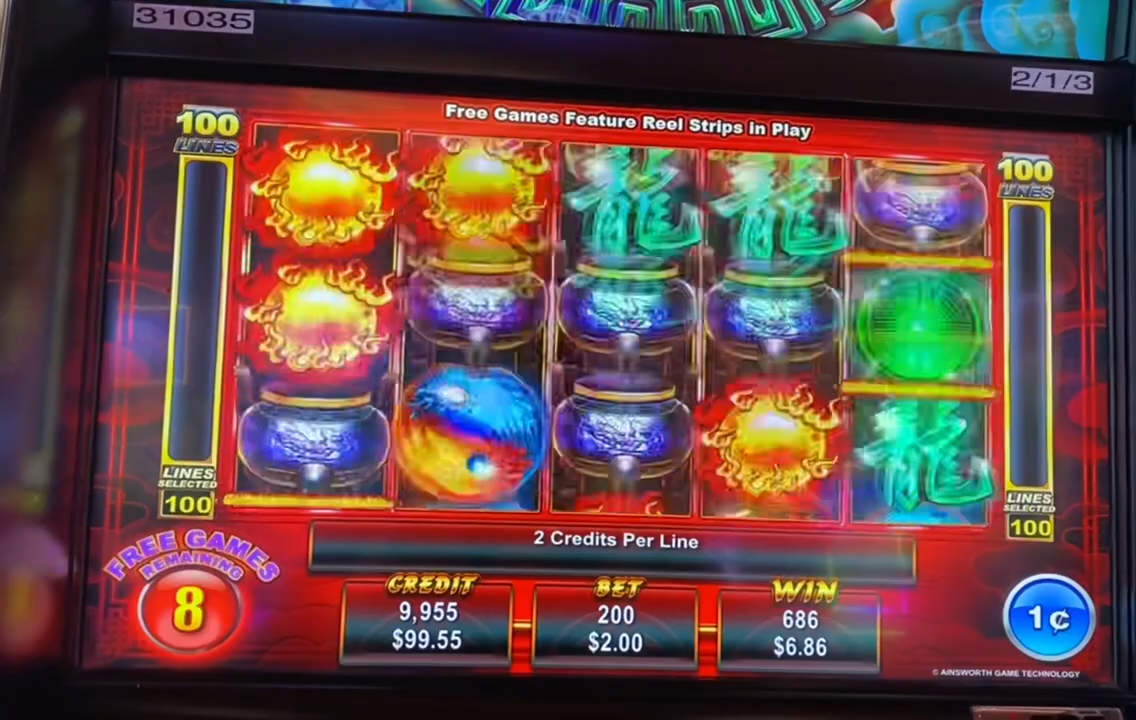 31035
2/1/3
Free Games Feature Reel Strips in Play
100
LINES
100
LINES
龍
龍
龍
LINES
SELECTED
100
LINES
SELECTED
100
2 Credits Per Line
FREE GAMES
REMAINING
8
CREDIT
9,955
$99.55
BET
200
$2.00
WIN
686
$6.86
1¢
© AINSWORTH GAME TECHNOLOGY